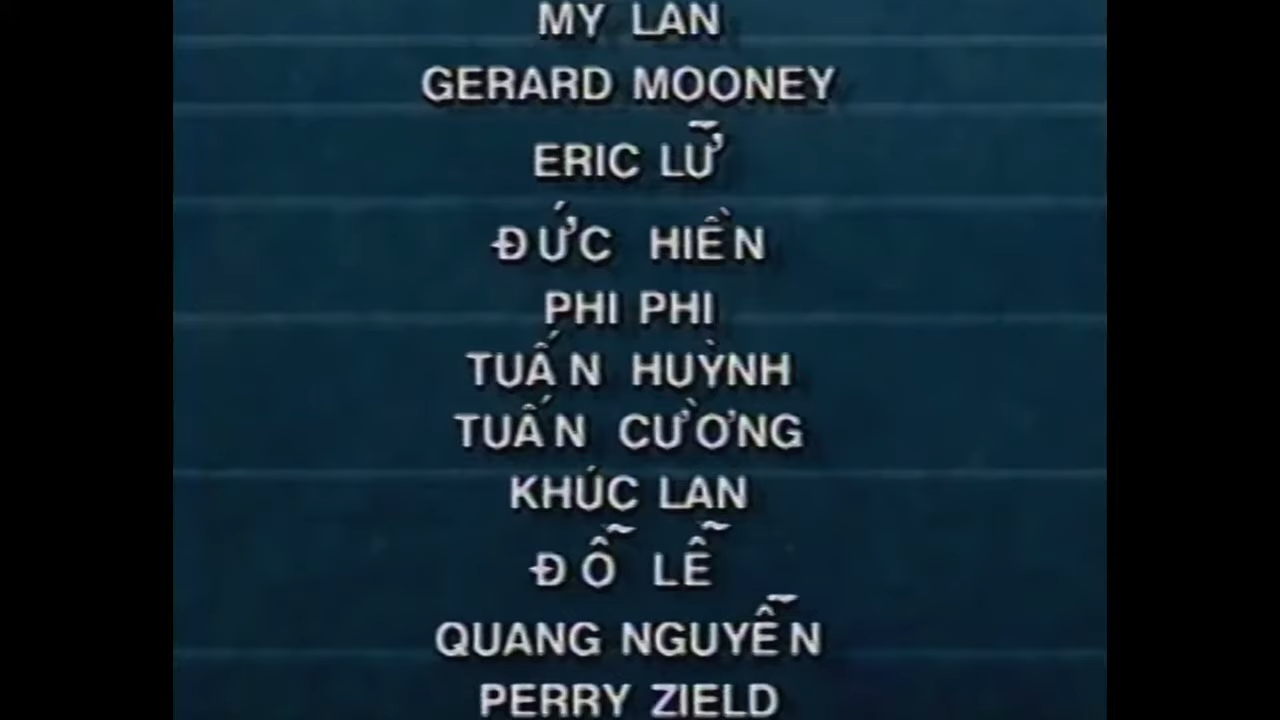 MY LAN
GERARD MOONEY
ERIC LỮ
ĐỨC HIỀN
PHI PHI
TUẤN HUỲNH
TUẤN CƯỜNG
KHÚC LAN
ĐỖ LỄ
QUANG NGUYỄN
PERRY ZIELD